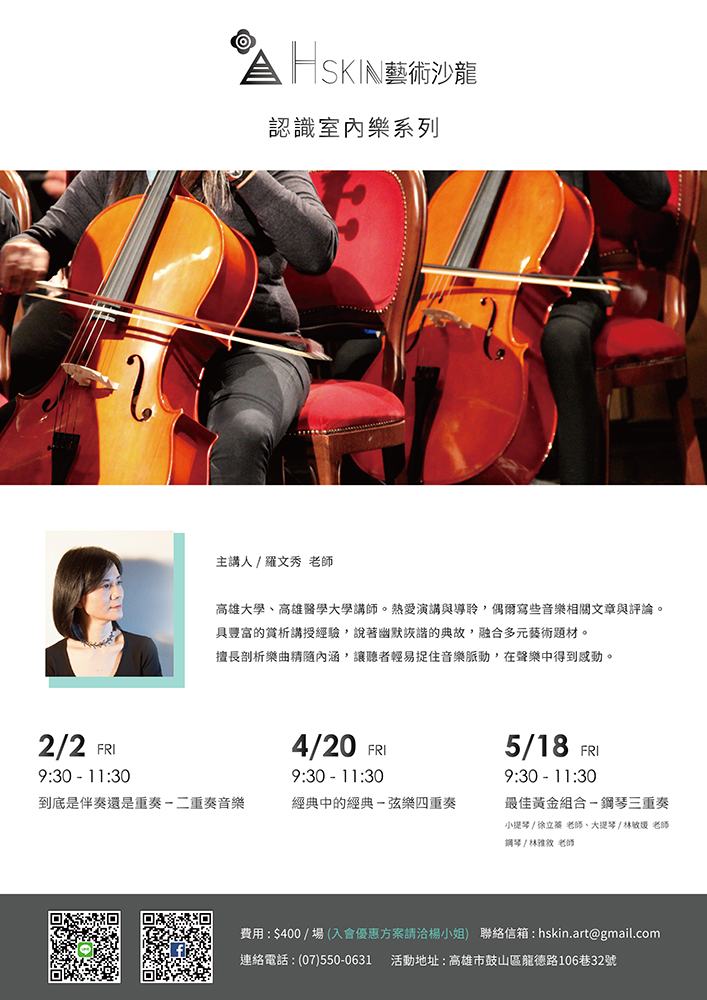 HSKIN藝術沙龍
認識室內樂系列
主講人 / 羅文秀 老師
高雄大學、高雄醫學大學講師。熱愛演講與導聆，偶爾寫些音樂相關文章與評論。
具豐富的賞析講授經驗，說著幽默詼諧的典故，融合多元藝術題材。
擅長剖析樂曲精隨內涵，讓聽者輕易捉住音樂脈動，在聲樂中得到感動。
2/2 FRI
9:30 - 11:30
到底是伴奏還是重奏－二重奏音樂
4/20 FRI
9:30 - 11:30
經典中的經典－弦樂四重奏
5/18 FRI
9:30 - 11:30
最佳黃金組合－鋼琴三重奏
小提琴 / 徐立蓁 老師、大提琴 / 林敏媛 老師
鋼琴 / 林雅敘 老師
費用 : $400 / 場 (入會優惠方案請洽楊小姐) 聯絡信箱 : hskin.art@gmail.com
連絡電話 : (07)550-0631 活動地址 : 高雄市鼓山區龍德路106巷32號